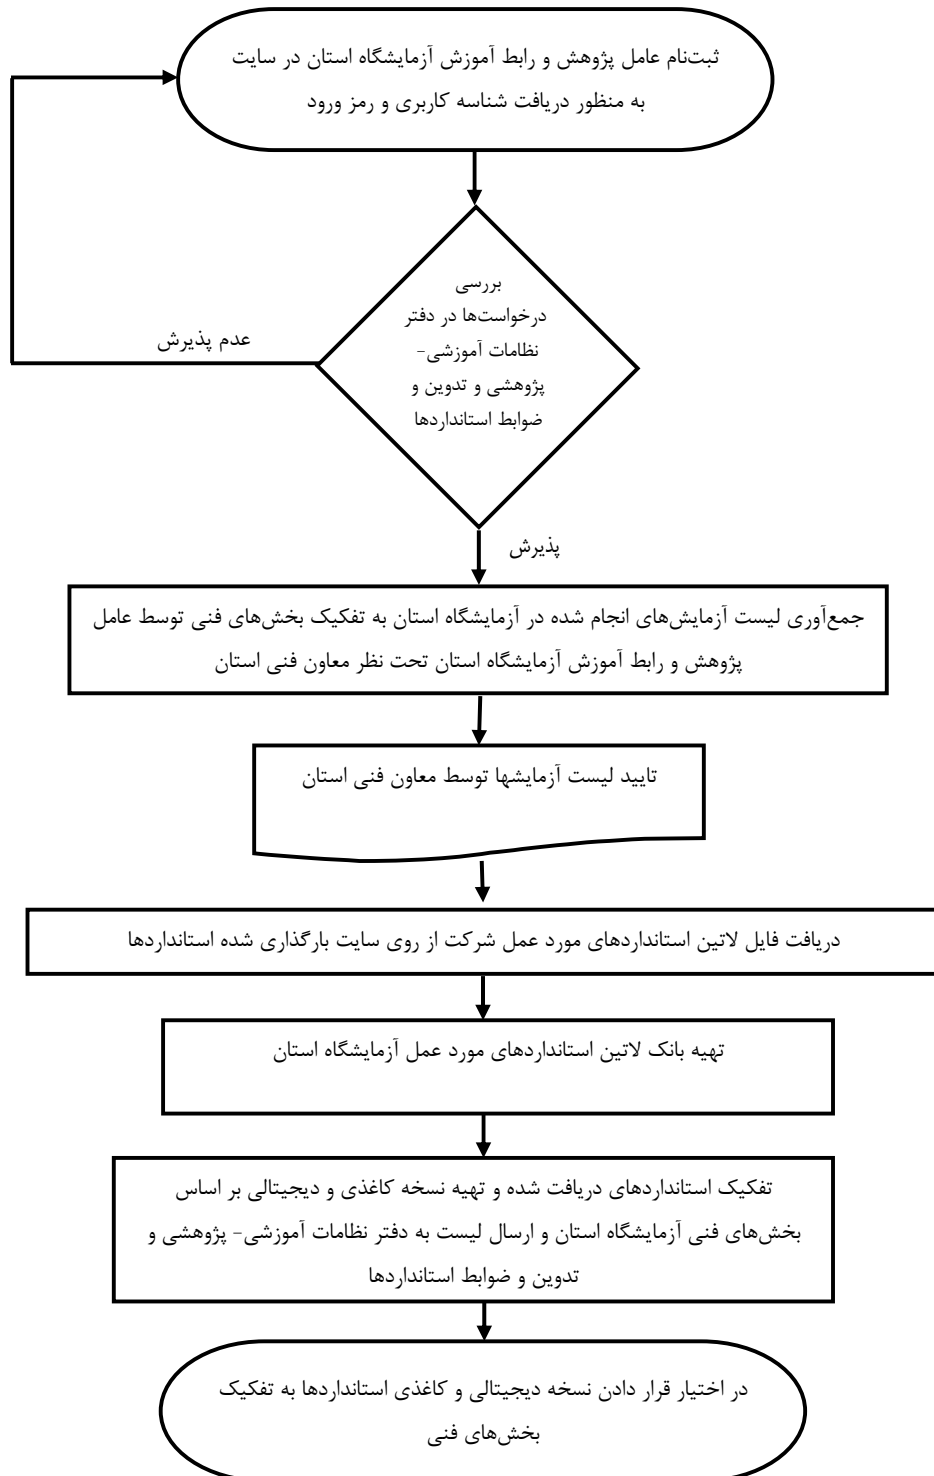 ثبت‌نام عامل پژوهش و رابط آموزش آزمایشگاه استان در سایت
به منظور دریافت شناسه کاربری و رمز ورود
بررسی
درخواست‌ها در دفتر
نظامات آموزشی-
پژوهشی و تدوین و
ضوابط استانداردها
عدم پذیرش
پذیرش
جمع‌آوری لیست آزمایش‌های انجام شده در آزمایشگاه استان به تفکیک بخش‌های فنی توسط عامل
پژوهش و رابط آموزش آزمایشگاه استان تحت نظر معاون فنی استان
تایید لیست آزمایشها توسط معاون فنی استان
دریافت فایل لاتین استانداردهای مورد عمل شرکت از روی سایت بارگذاری شده استانداردها
تهیه بانک لاتین استانداردهای مورد عمل آزمایشگاه استان
تفکیک استانداردهای دریافت شده و تهیه نسخه کاغذی و دیجیتالی بر اساس
بخش‌های فنی آزمایشگاه استان و ارسال لیست به دفتر نظامات آموزشی- پژوهشی و
تدوین و ضوابط استانداردها
در اختیار قرار دادن نسخه دیجیتالی و کاغذی استانداردها به تفکیک
بخش‌های فنی